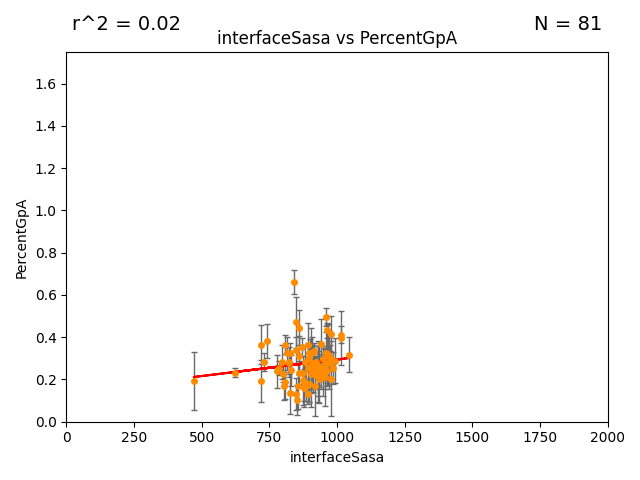 r^2 = 0.02
N = 81
interfaceSasa vs PercentGpA
PercentGpA
1.6
1.4
1.2
1.0
0.8
0.6
0.4
0.2
0.0
0 250 500 750 1000 1250 1500 1750 2000
interfaceSasa